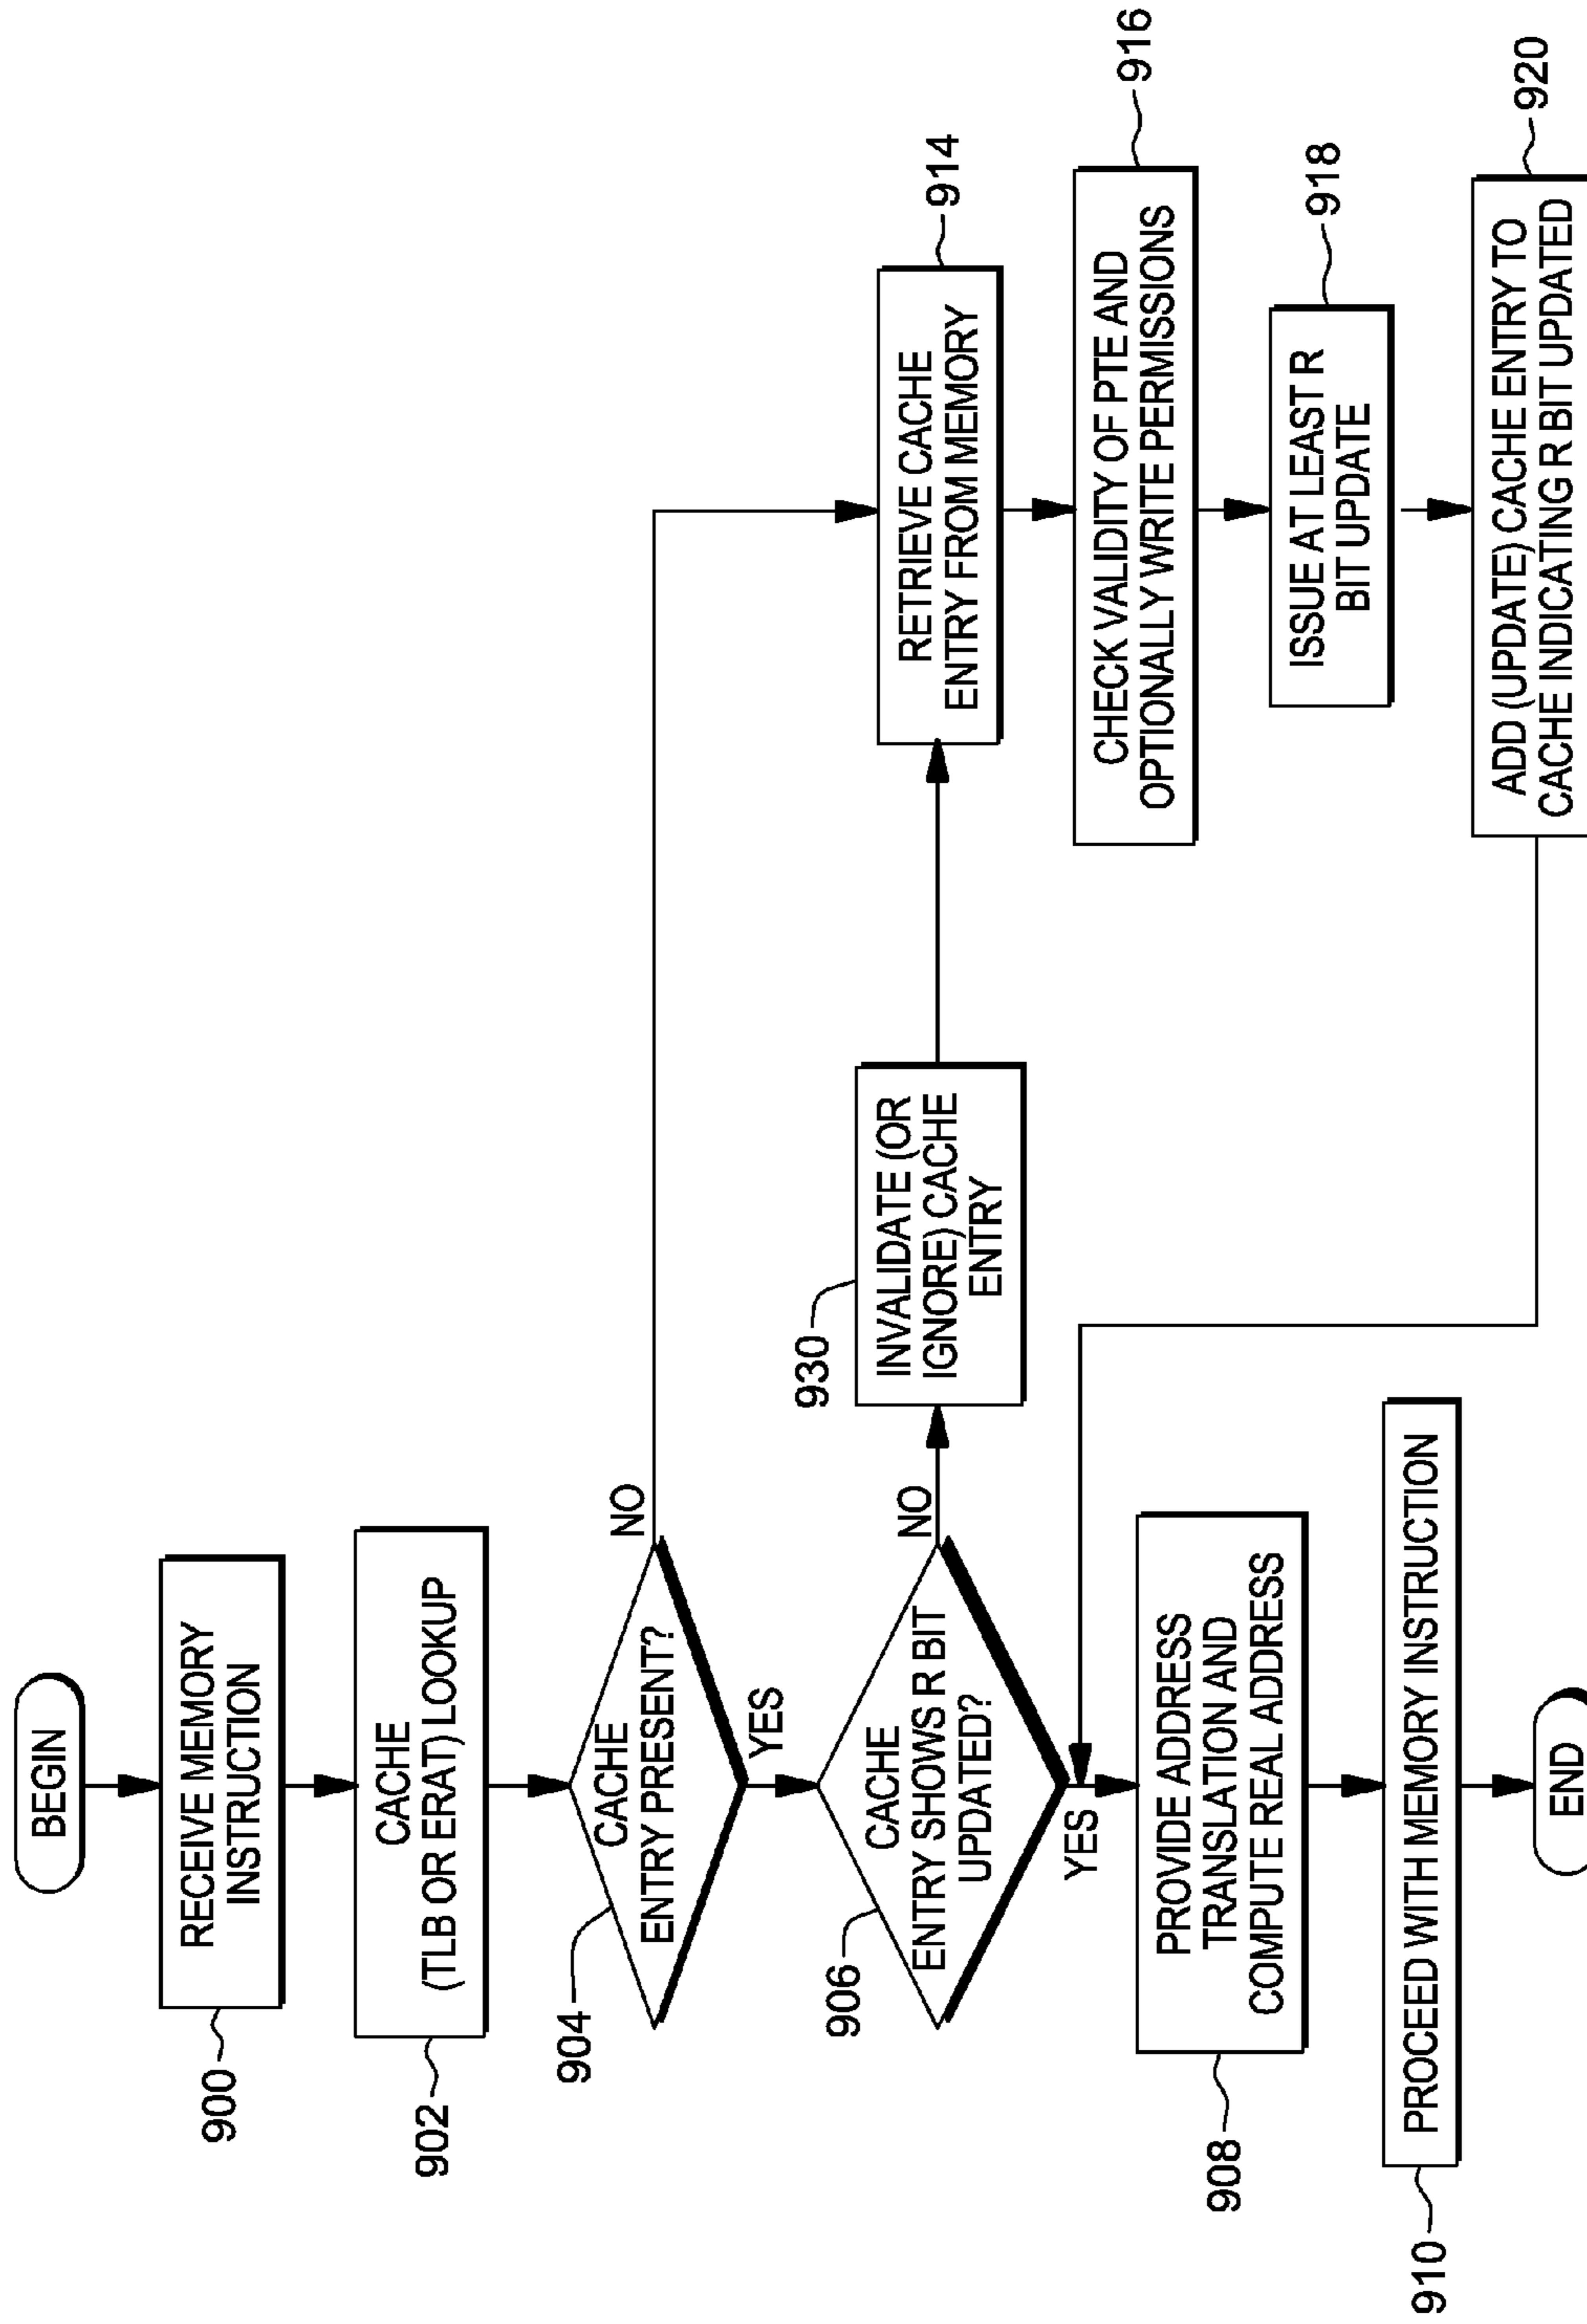 BEGIN
900
RECEIVE MEMORY
INSTRUCTION
902
CACHE
(TLB OR ERAT) LOOKUP
904
CACHE
ENTRY PRESENT?
NO
YES
906
CACHE
ENTRY SHOWS R BIT
UPDATED?
NO
YES
930
INVALIDATE (OR
IGNORE) CACHE
ENTRY
914
RETRIEVE CACHE
ENTRY FROM MEMORY
916
CHECK VALIDITY OF PTE AND
OPTIONALLY WRITE PERMISSIONS
918
ISSUE AT LEAST R
BIT UPDATE
920
ADD (UPDATE) CACHE ENTRY TO
CACHE INDICATING R BIT UPDATED
908
PROVIDE ADDRESS
TRANSLATION AND
COMPUTE REAL ADDRESS
910
PROCEED WITH MEMORY INSTRUCTION
END